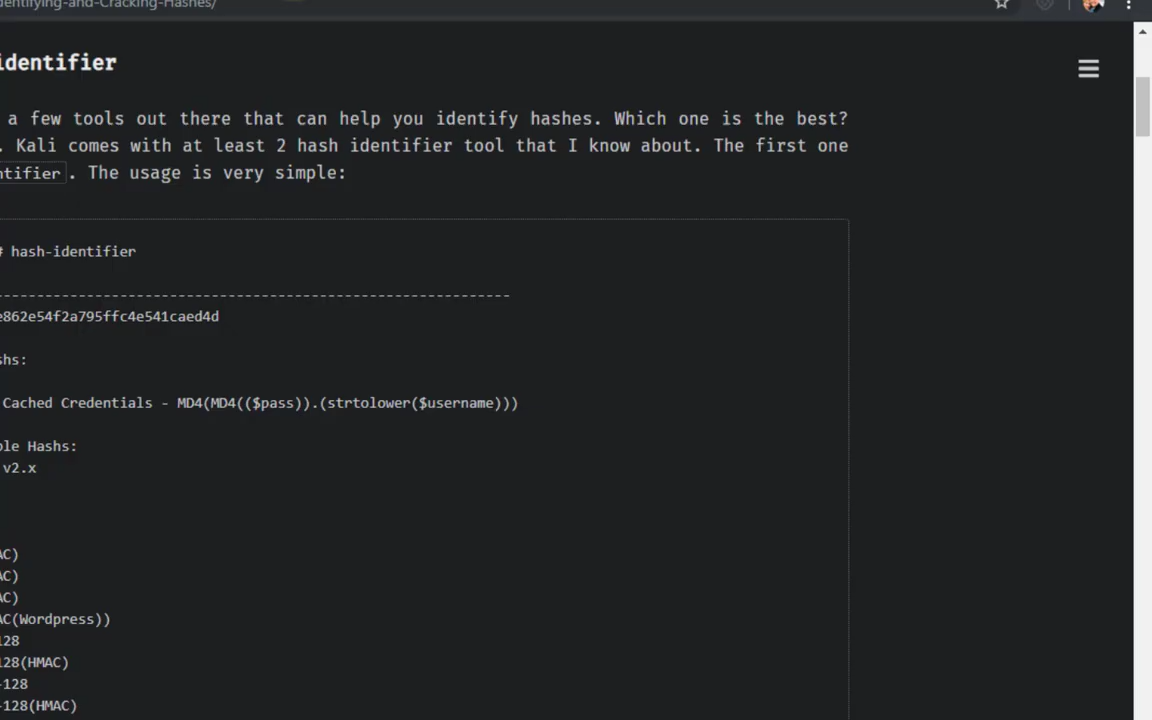 dentifying-and-Cracking-Hashes/
identifier
a few tools out there that can help you identify hashes. Which one is the best?
. Kali comes with at least 2 hash identifier tool that I know about. The first one
ntifier . The usage is very simple:
# hash-identifier
-------------------------------------------------------------
e862e54f2a795ffc4e541caed4d
shs:
Cached Credentials - MD4(MD4(($pass)).(strtolower($username)))
ble Hashs:
v2.x
AC)
AC)
AC)
AC(Wordpress))
128
128(HMAC)
-128
-128(HMAC)